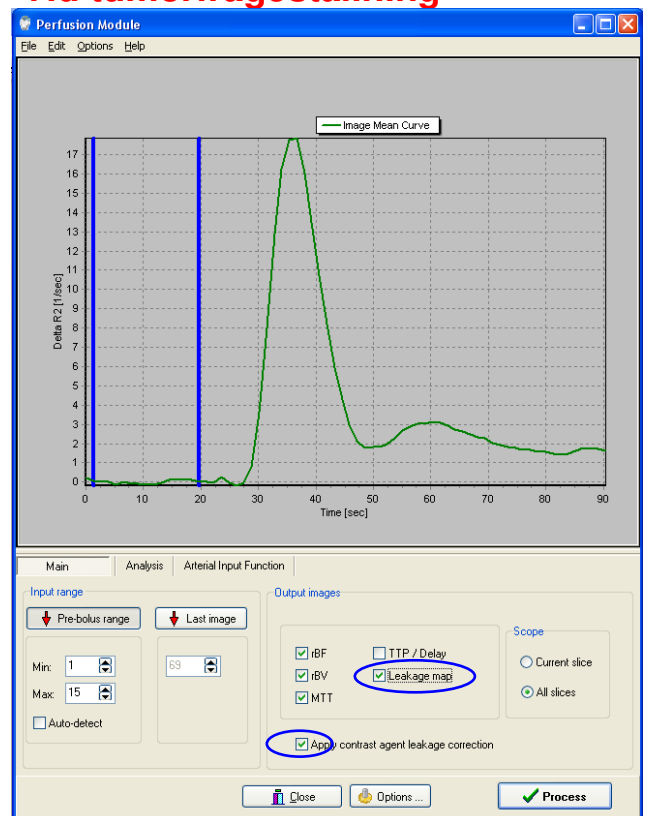 Perfusion Module
File Edit Options Help
Image Mean Curve
17
16
15
14
13
12
11
10
9
8
7
6
5
4
3
2
1
0
Delta R2 [1/sec]
0 10 20 30 40 50 60 70 80 90
Time [sec]
Main Analysis Arterial Input Function
Input range
Pre-bolus range Last image
Min: 1 69
Max: 15
Auto-detect
Output images
rBF TTP / Delay
rBV Leakage map
MTT
Apply contrast agent leakage correction
Scope
Current slice
All slices
Close Options ... Process